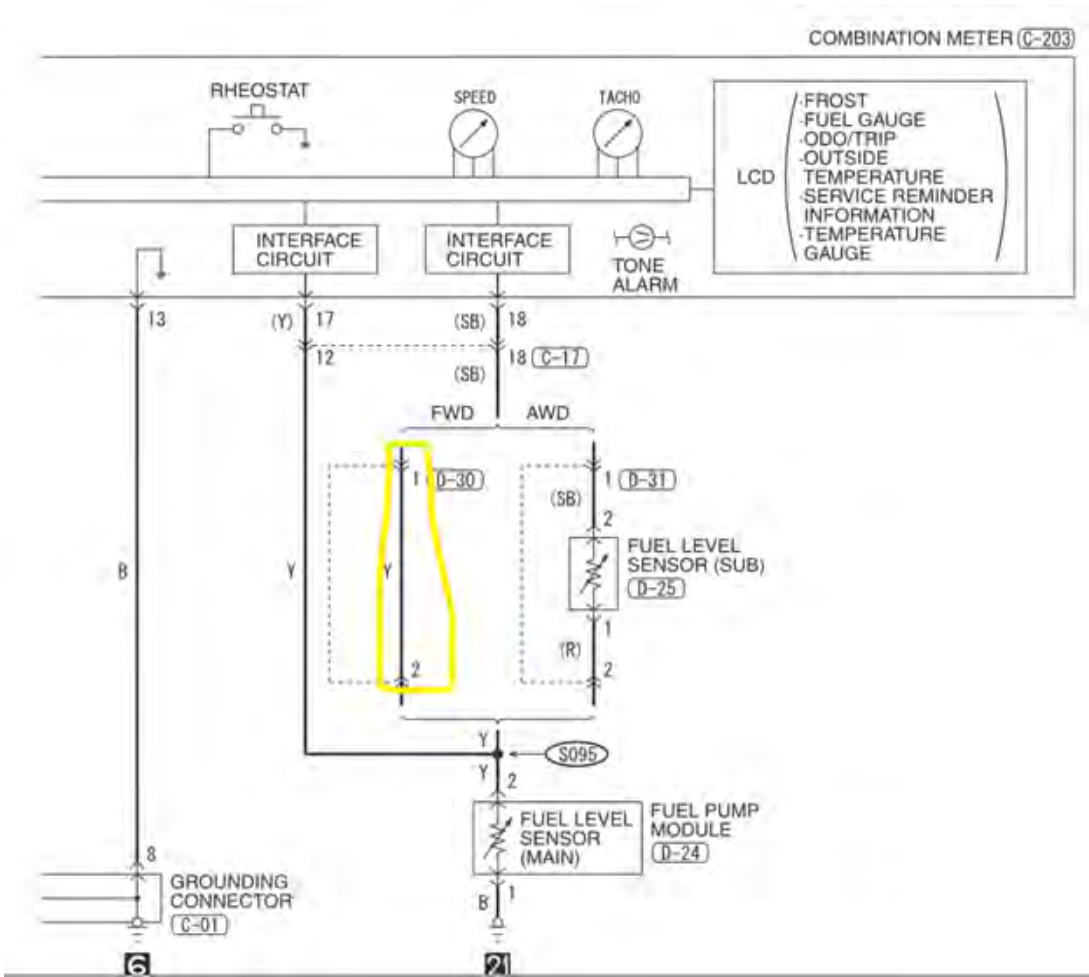 COMBINATION METER C-203
RHEOSTAT
SPEED
TACHO
LCD
·FROST
·FUEL GAUGE
·ODO/TRIP
·OUTSIDE
TEMPERATURE
·SERVICE REMINDER
INFORMATION
·TEMPERATURE
GAUGE
INTERFACE
CIRCUIT
INTERFACE
CIRCUIT
TONE
ALARM
13
(Y) 17
(SB) 18
12
18 C-17
(SB)
FWD AWD
1 D-30
1 D-31
(SB)
2
FUEL LEVEL
SENSOR (SUB)
D-25
B
Y
Y
1
(R)
2
2
Y
S095
Y
2
FUEL LEVEL
SENSOR
(MAIN)
FUEL PUMP
MODULE
D-24
8
GROUNDING
CONNECTOR
C-01
1
B
6
21